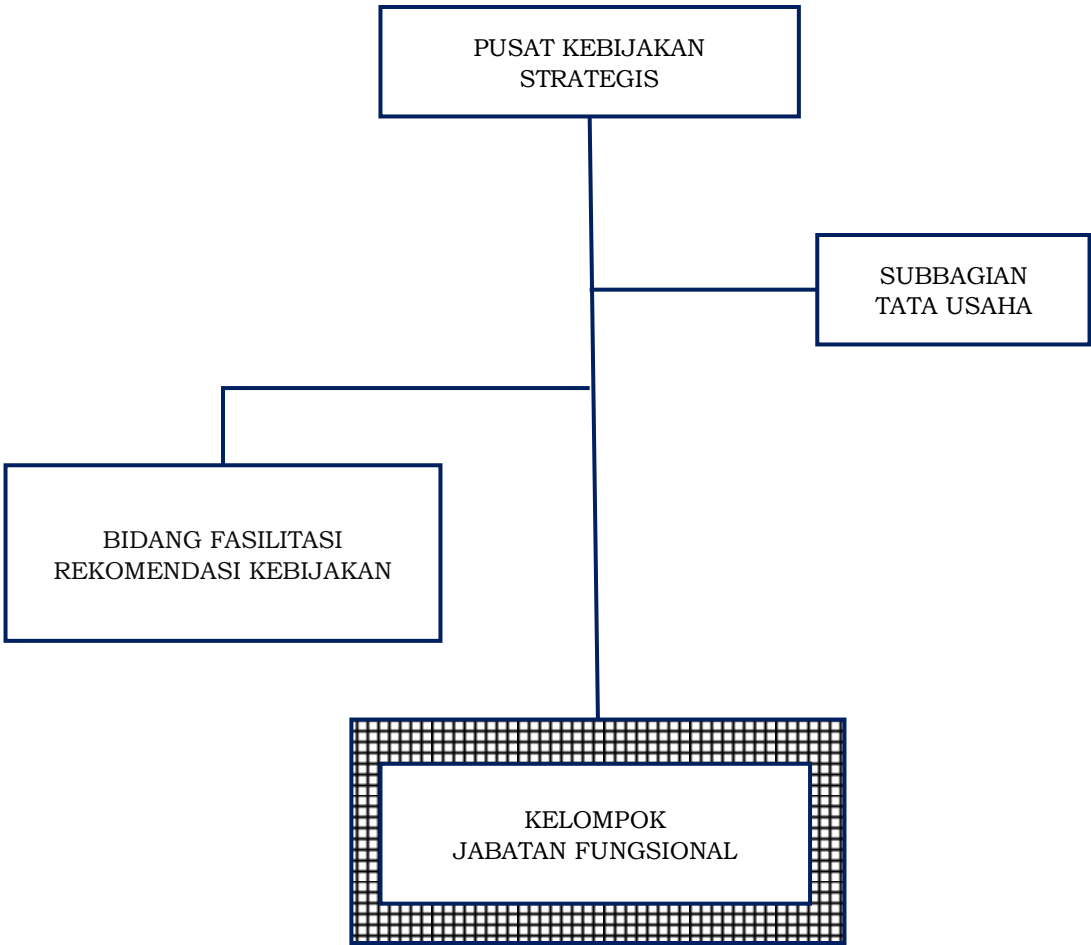 PUSAT KEBIJAKAN
STRATEGIS
SUBBAGIAN
TATA USAHA
BIDANG FASILITASI
REKOMENDASI KEBIJAKAN
KELOMPOK
JABATAN FUNGSIONAL